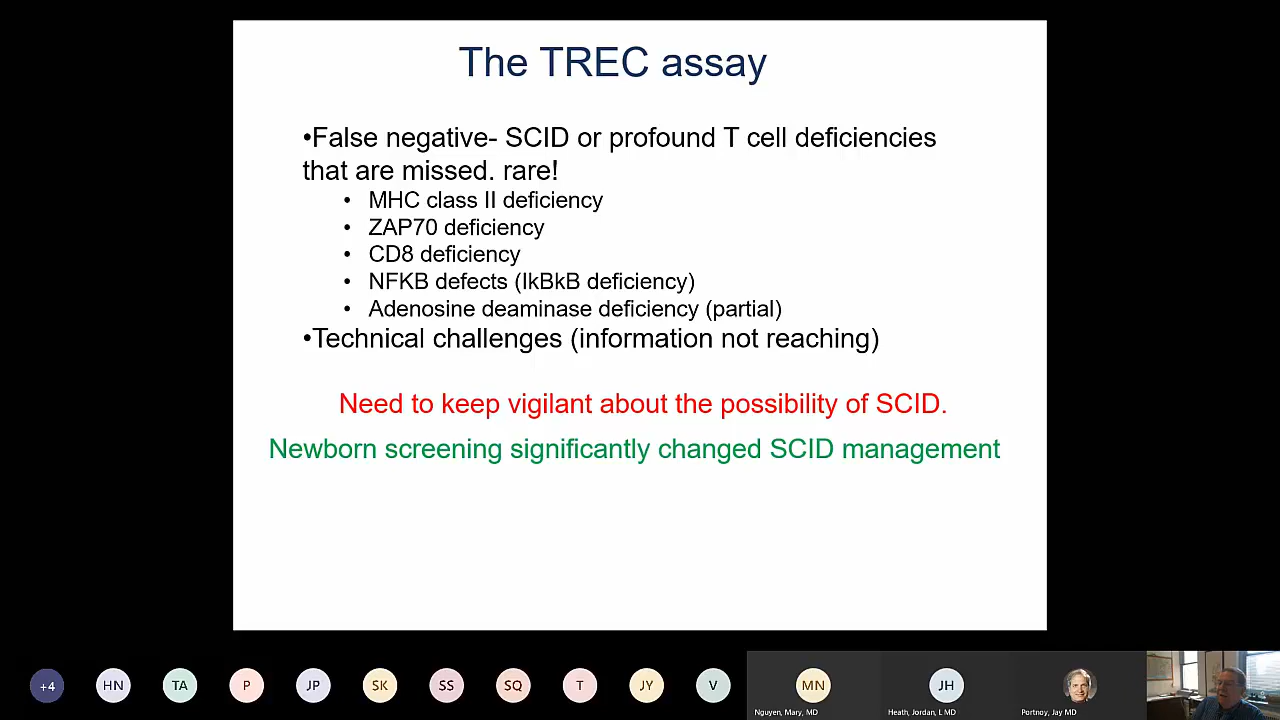 The TREC assay
•False negative- SCID or profound T cell deficiencies
that are missed. rare!
• MHC class II deficiency
• ZAP70 deficiency
• CD8 deficiency
• NFKB defects (IkBkB deficiency)
• Adenosine deaminase deficiency (partial)
•Technical challenges (information not reaching)
Need to keep vigilant about the possibility of SCID.
Newborn screening significantly changed SCID management
+4 HN TA P JP SK SS SQ T JY V MN JH
Nguyen, Mary, MD Heath, Jordan, L MD Portnoy, Jay MD